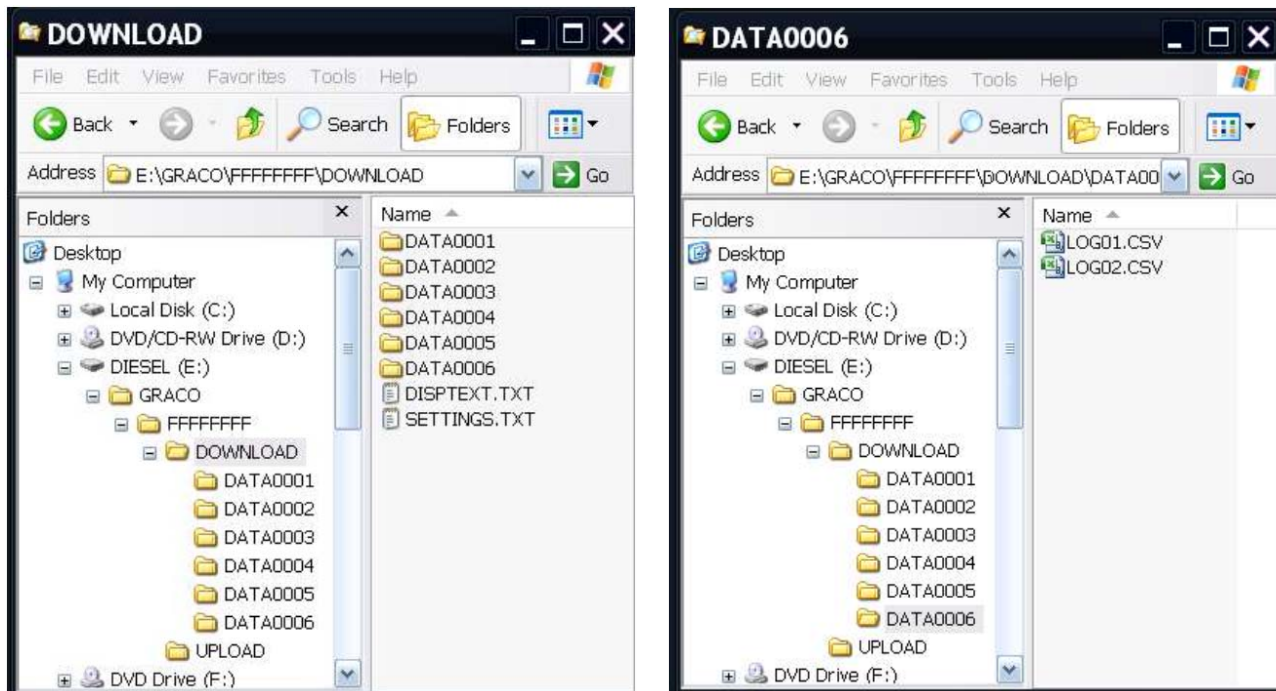 DOWNLOAD
File Edit View Favorites Tools Help
Back Search Folders
Address E:\GRACO\FFFFFFFF\DOWNLOAD Go
Folders
Desktop
My Computer
Local Disk (C:)
DVD/CD-RW Drive (D:)
DIESEL (E:)
GRACO
FFFFFFFF
DOWNLOAD
DATA0001
DATA0002
DATA0003
DATA0004
DATA0005
DATA0006
UPLOAD
DVD Drive (F:)
Name
DATA0001
DATA0002
DATA0003
DATA0004
DATA0005
DATA0006
DISPTEXT.TXT
SETTINGS.TXT
DATA0006
File Edit View Favorites Tools Help
Back Search Folders
Address E:\GRACO\FFFFFFFF\DOWNLOAD\DATA00 Go
Folders
Desktop
My Computer
Local Disk (C:)
DVD/CD-RW Drive (D:)
DIESEL (E:)
GRACO
FFFFFFFF
DOWNLOAD
DATA0001
DATA0002
DATA0003
DATA0004
DATA0005
DATA0006
UPLOAD
DVD Drive (F:)
Name
LOG01.CSV
LOG02.CSV